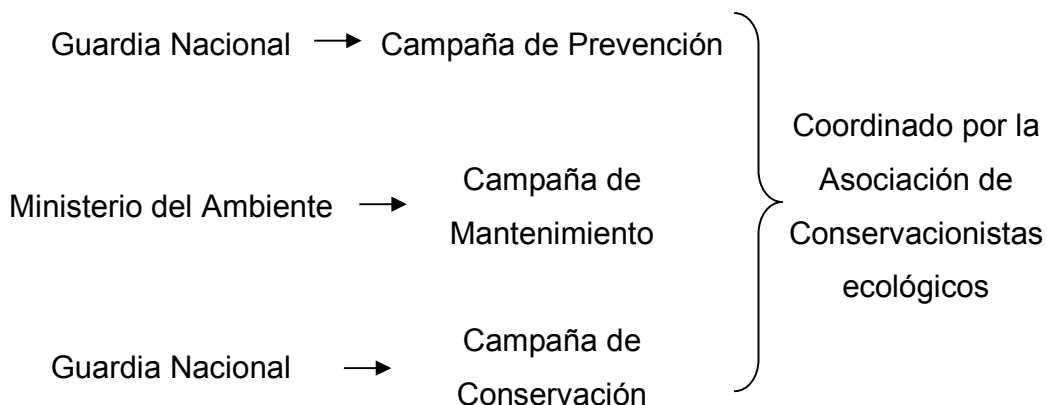 Guardia Nacional → Campaña de Prevención
Ministerio del Ambiente → Campaña de
Mantenimiento
Guardia Nacional → Campaña de
Conservación
Coordinado por la
Asociación de
Conservacionistas
ecológicos